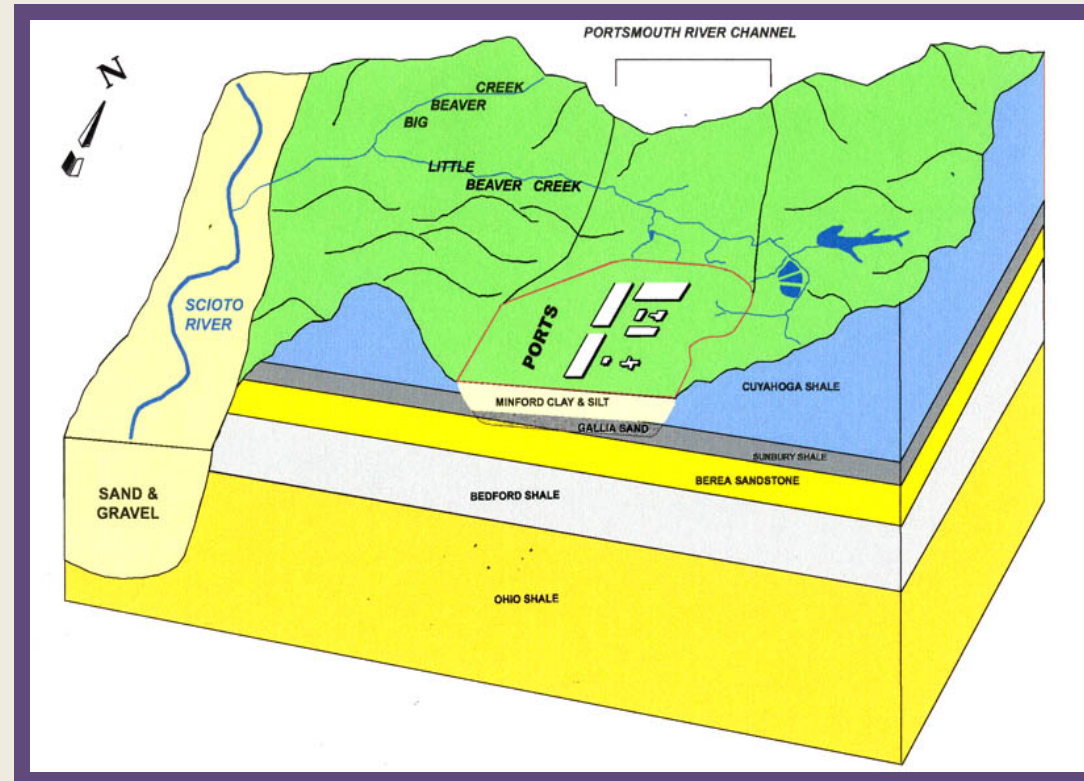 PORTSMOUTH RIVER CHANNEL
N
CREEK
BEAVER
BIG
LITTLE
BEAVER CREEK
SCIOTO
RIVER
PORTS
CUYAHOGA SHALE
MINFORD CLAY & SILT
GALLIA SAND
SUNBURY SHALE
BEREA SANDSTONE
SAND &
GRAVEL
BEDFORD SHALE
OHIO SHALE